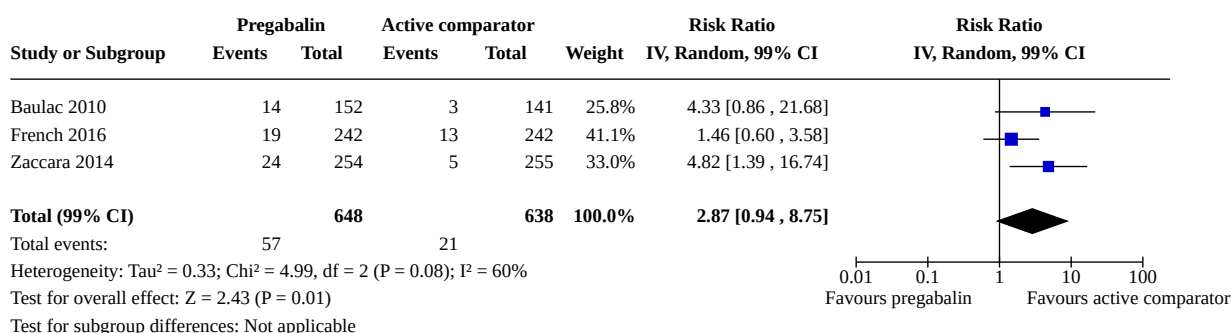 Pregabalin Active comparator Risk Ratio Risk Ratio
Study or Subgroup Events Total Events Total Weight IV, Random, 99% CI IV, Random, 99% CI
Baulac 2010 14 152 3 141 25.8% 4.33 [0.86 , 21.68]
French 2016 19 242 13 242 41.1% 1.46 [0.60 , 3.58]
Zaccara 2014 24 254 5 255 33.0% 4.82 [1.39 , 16.74]
Total (99% CI) 648 638 100.0% 2.87 [0.94 , 8.75]
Total events: 57 21
Heterogeneity: Tau² = 0.33; Chi² = 4.99, df = 2 (P = 0.08); I² = 60%
0.01 0.1 1 10 100
Test for overall effect: Z = 2.43 (P = 0.01)
Favours pregabalin Favours active comparator
Test for subgroup differences: Not applicable